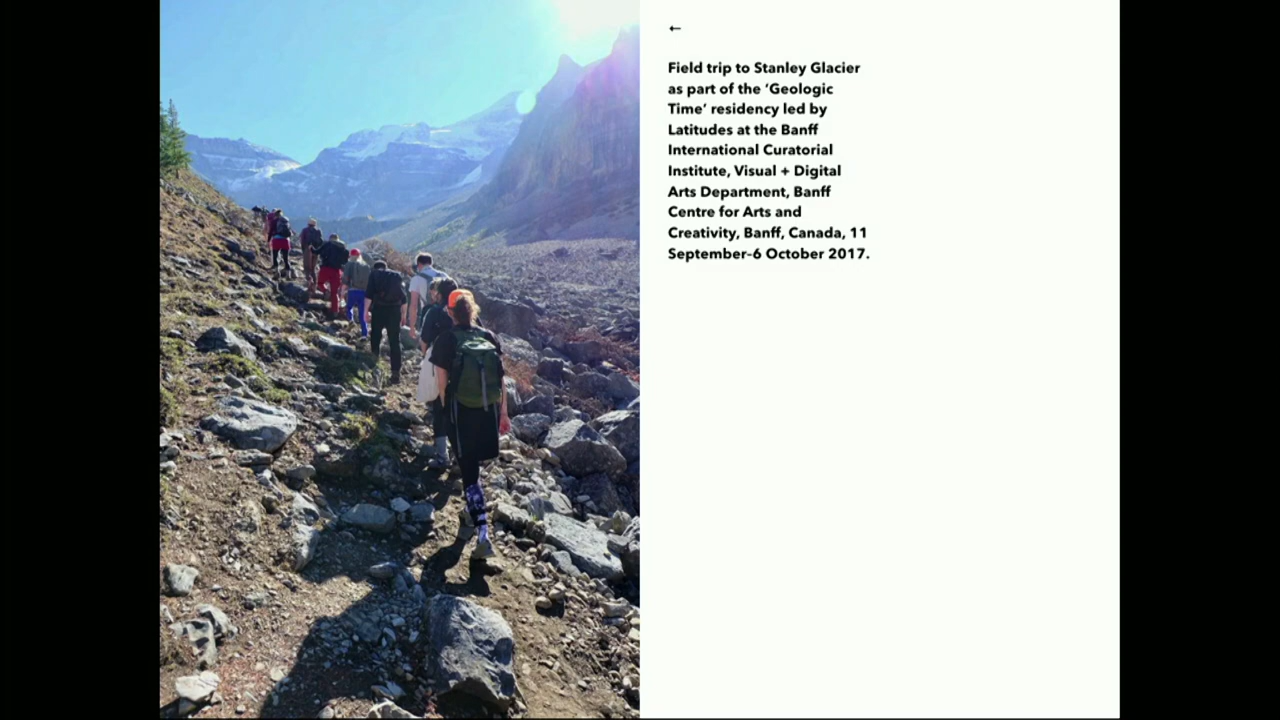 ←
Field trip to Stanley Glacier
as part of the ‘Geologic
Time’ residency led by
Latitudes at the Banff
International Curatorial
Institute, Visual + Digital
Arts Department, Banff
Centre for Arts and
Creativity, Banff, Canada, 11
September–6 October 2017.